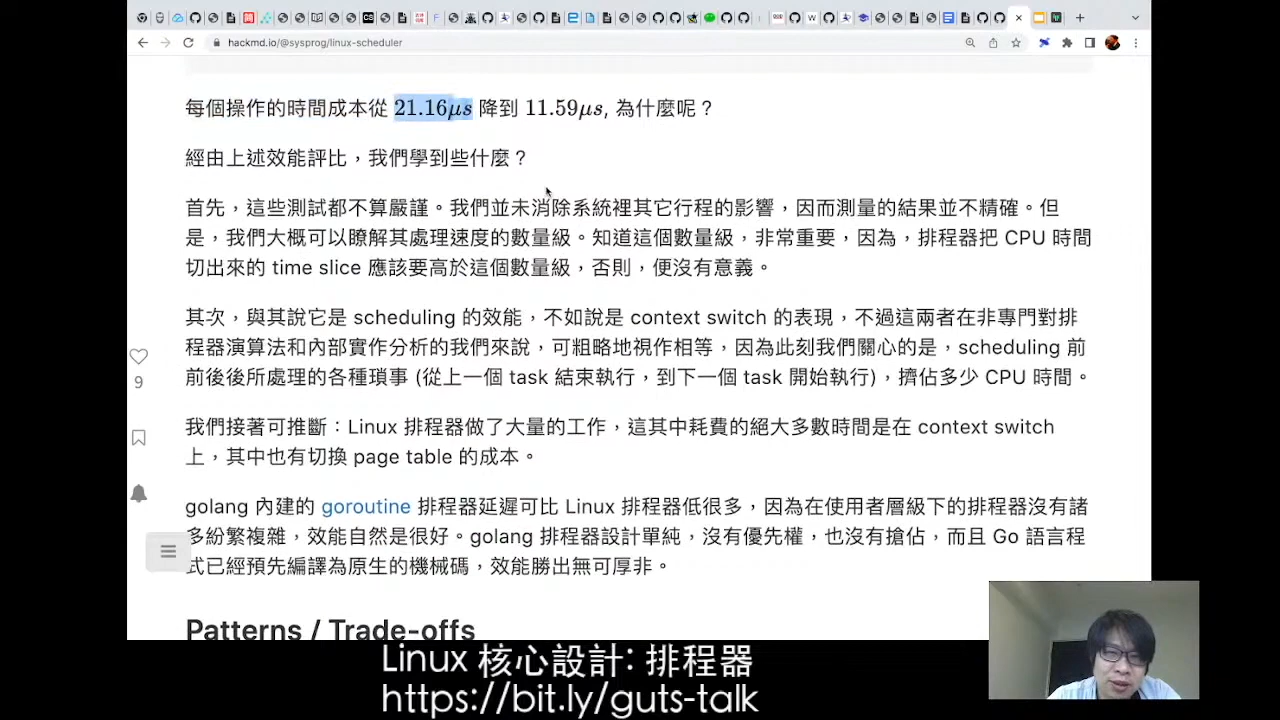 hackmd.io/@sysprog/linux-scheduler
每個操作的時間成本從 21.16μs 降到 11.59μs, 為什麼呢？
經由上述效能評比，我們學到些什麼？
首先，這些測試都不算嚴謹。我們並未消除系統裡其它行程的影響，因而測量的結果並不精確。但
是，我們大概可以瞭解其處理速度的數量級。知道這個數量級，非常重要，因為，排程器把 CPU 時間
切出來的 time slice 應該要高於這個數量級，否則，便沒有意義。
其次，與其說它是 scheduling 的效能，不如說是 context switch 的表現，不過這兩者在非專門對排
程器演算法和內部實作分析的我們來說，可粗略地視作相等，因為此刻我們關心的是，scheduling 前
前後後所處理的各種瑣事 (從上一個 task 結束執行，到下一個 task 開始執行)，擠佔多少 CPU 時間。
9
我們接著可推斷：Linux 排程器做了大量的工作，這其中耗費的絕大多數時間是在 context switch
上，其中也有切換 page table 的成本。
golang 內建的 goroutine 排程器延遲可比 Linux 排程器低很多，因為在使用者層級下的排程器沒有諸
多紛繁複雜，效能自然是很好。golang 排程器設計單純，沒有優先權，也沒有搶佔，而且 Go 語言程
式已經預先編譯為原生的機械碼，效能勝出無可厚非。
Patterns / Trade-offs
Linux 核心設計: 排程器
https://bit.ly/guts-talk